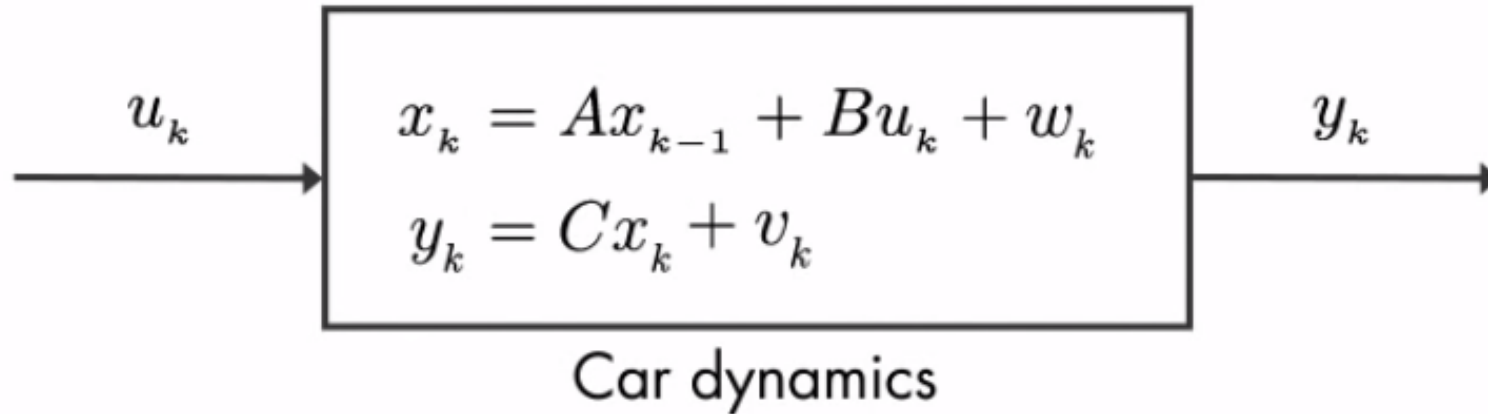 u_k
x_k = Ax_{k-1} + Bu_k + w_k
y_k
y_k = Cx_k + v_k
Car dynamics